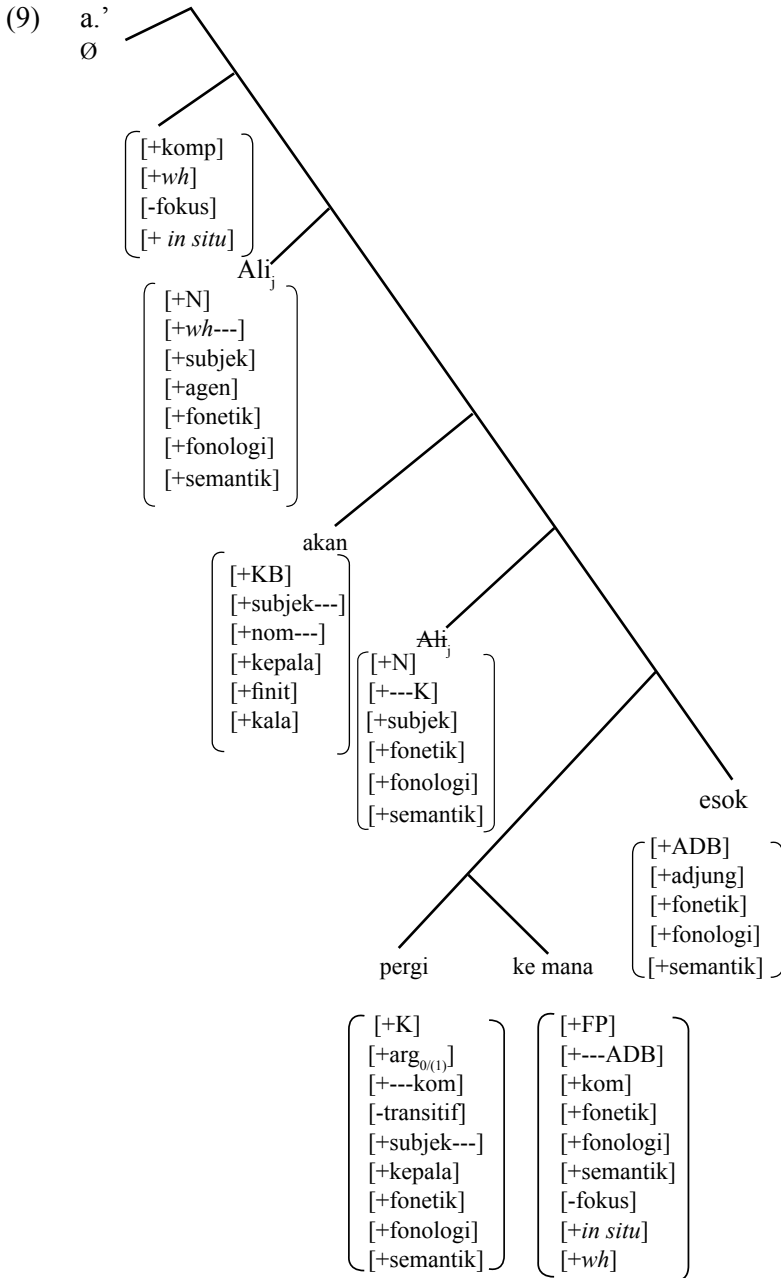 (9) a.’
Ø
[+komp]
[+wh]
[-fokus]
[+ in situ]
Ali j
[+N]
[+wh---]
[+subjek]
[+agen]
[+fonetik]
[+fonologi]
[+semantik]
akan
[+KB]
[+subjek---]
[+nom---]
[+kepala]
[+finit]
[+kala]
Ali j
[+N]
[+---K]
[+subjek]
[+fonetik]
[+fonologi]
[+semantik]
esok
[+ADB]
[+adjung]
[+fonetik]
[+fonologi]
[+semantik]
pergi
[+K]
[+arg0/(1)]
[+---kom]
[-transitif]
[+subjek---]
[+kepala]
[+fonetik]
[+fonologi]
[+semantik]
ke mana
[+FP]
[+---ADB]
[+kom]
[+fonetik]
[+fonologi]
[+semantik]
[-fokus]
[+in situ]
[+wh]